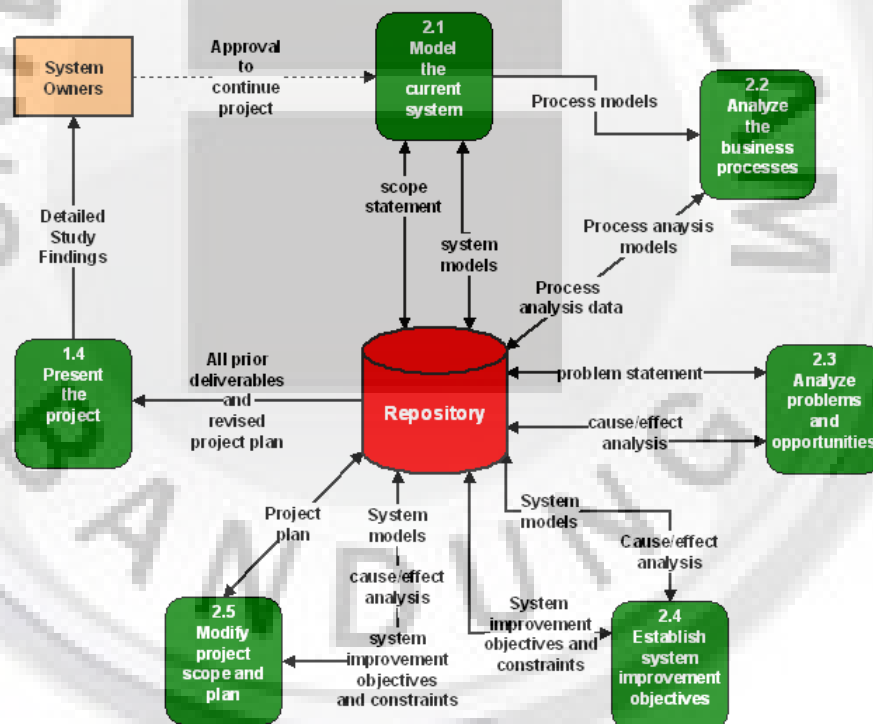 System
Owners
Approval
to
continue
project
2.1
Model
the
current
system
Process models
2.2
Analyze
the
business
processes
Detailed
Study
Findings
scope
statement
system
models
Process anaysis
models
Process
analysis data
1.4
Present
the
project
All prior
deliverables
and
revised
project plan
Repository
problem statement
cause/effect
analysis
2.3
Analyze
problems
and
opportunities
Project
plan
System
models
cause/effect
analysis
system
improvement
objectives
and constraints
System
models
Cause/effect
analysis
System
improvement
objectives and
constraints
2.5
Modify
project
scope and
plan
2.4
Establish
system
improvement
objectives
BANDUNG